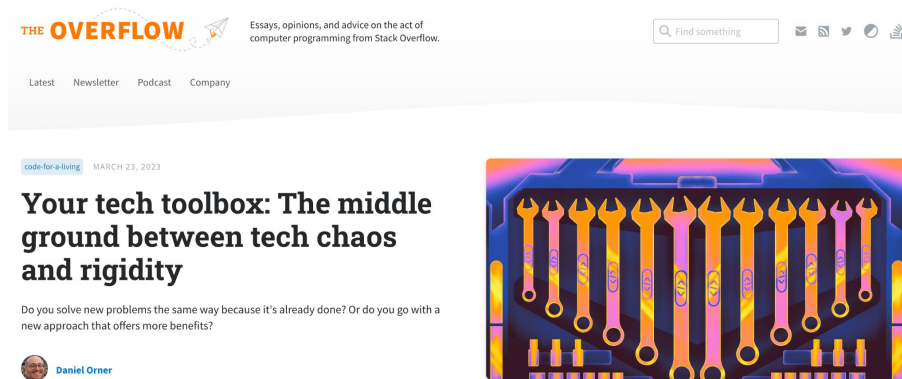 THE OVERFLOW
Essays, opinions, and advice on the act of
computer programming from Stack Overflow.
Find something
Latest Newsletter Podcast Company
code-for-a-living MARCH 23, 2023
Your tech toolbox: The middle
ground between tech chaos
and rigidity
Do you solve new problems the same way because it's already done? Or do you go with a
new approach that offers more benefits?
Daniel Orner